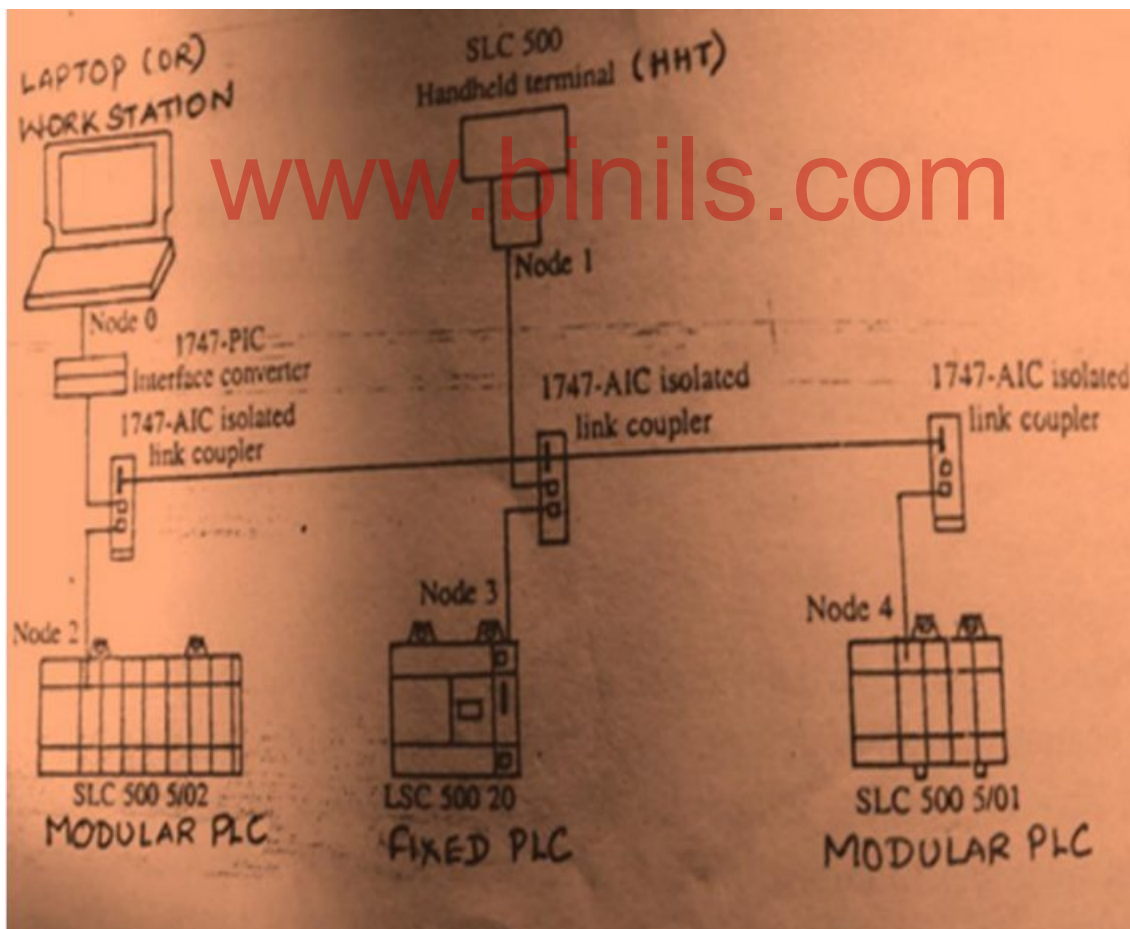 LAPTOP (OR)
WORK STATION
SLC 500
Handheld terminal (HHT)
www.binils.com
Node 1
Node 0
1747-PIC
Interface converter
1747-AIC isolated
link coupler
1747-AIC isolated
link coupler
1747-AIC isolated
link coupler
Node 3
Node 4
Node 2
SLC 500 5/02
MODULAR PLC
LSC 500 20
FIXED PLC
SLC 500 5/01
MODULAR PLC